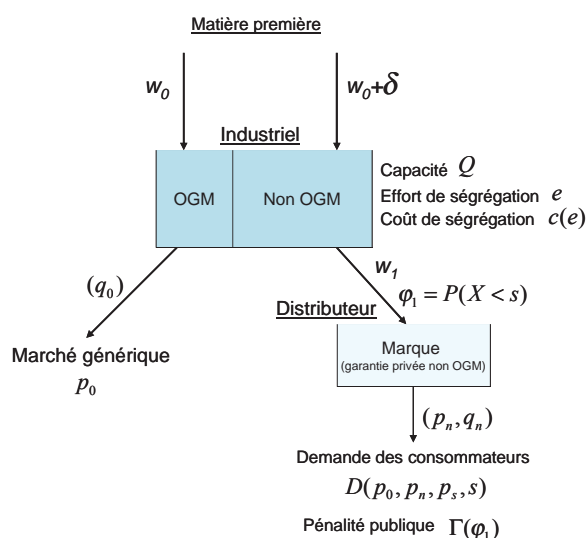 Matière première
w₀
w₀+δ
Industriel
OGM
Non OGM
Capacité Q
Effort de ségrégation e
Coût de ségrégation c(e)
(q₀)
w₁
φ₁ = P(X < s)
Distributeur
Marché générique
p₀
Marque
(garantie privée non OGM)
(pₙ, qₙ)
Demande des consommateurs
D(p₀, pₙ, pₛ, s)
Pénalité publique Γ(φ₁)